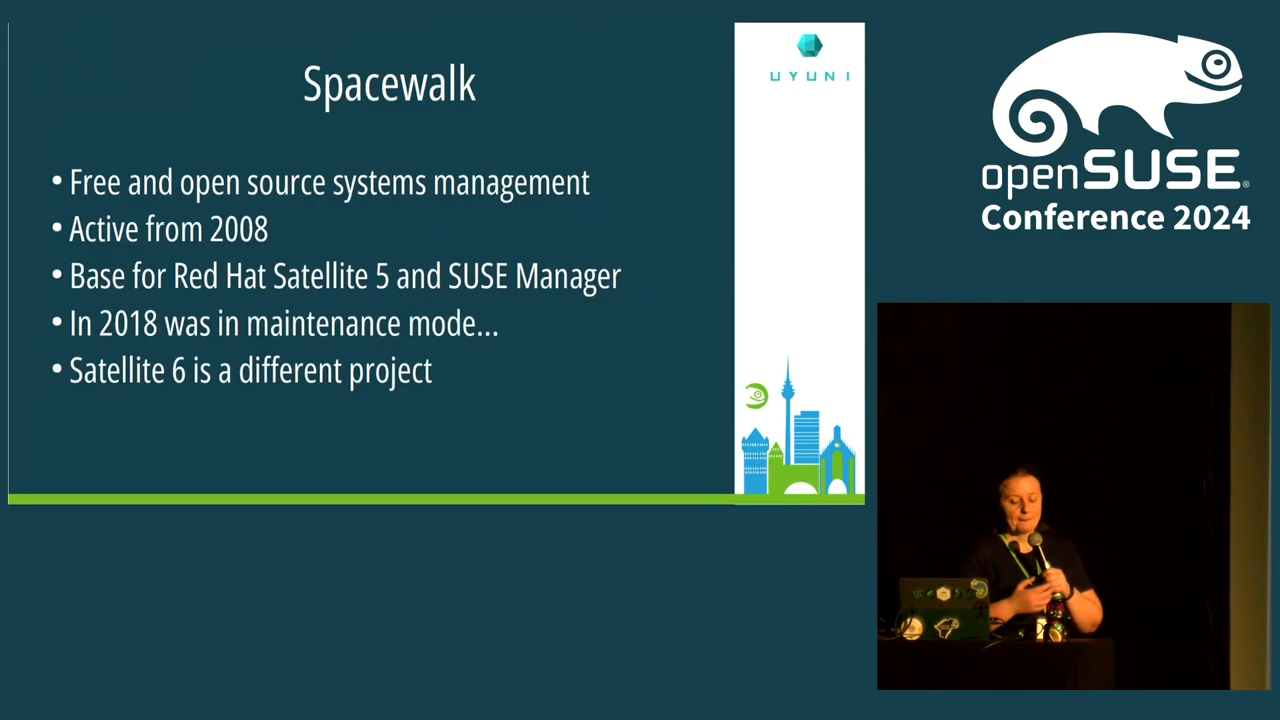 Spacewalk
• Free and open source systems management
• Active from 2008
• Base for Red Hat Satellite 5 and SUSE Manager
• In 2018 was in maintenance mode...
• Satellite 6 is a different project
UYUNI
openSUSE®
Conference 2024